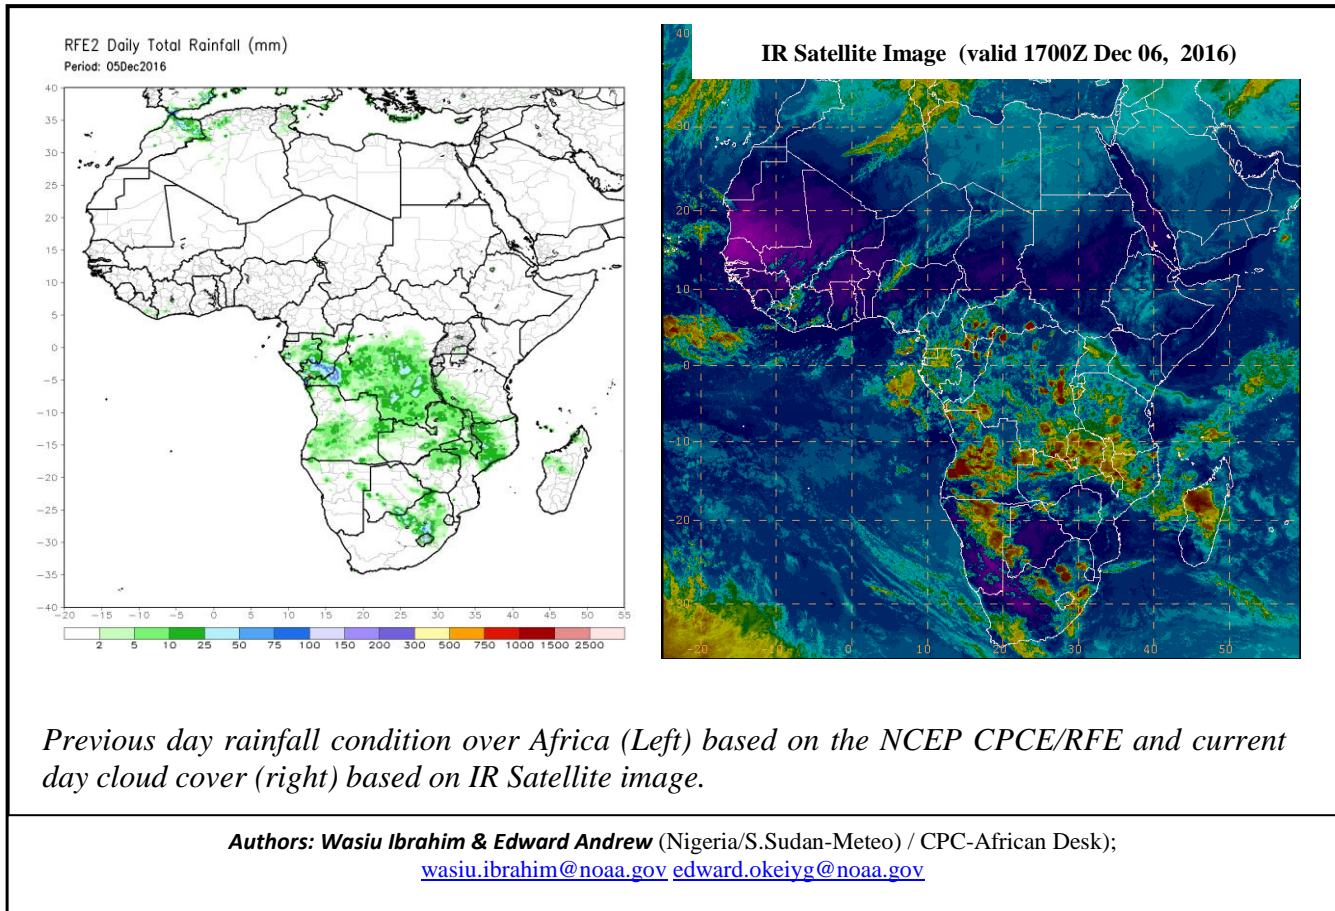 RFE2 Daily Total Rainfall (mm)
Period: 05Dec2016
40
35
30
25
20
15
10
5
0
−5
−10
−15
−20
−25
−30
−35
−40
−20 −15 −10 −5 0 5 10 15 20 25 30 35 40 45 50 55
2 5 10 25 50 75 100 150 200 300 500 750 1000 1500 2500
IR Satellite Image (valid 1700Z Dec 06, 2016)
40
30
20
10
0
-10
-20
-30
-20 -10 0 10 20 30 40 50
Previous day rainfall condition over Africa (Left) based on the NCEP CPCE/RFE and current
day cloud cover (right) based on IR Satellite image.
Authors: Wasiu Ibrahim & Edward Andrew (Nigeria/S.Sudan-Meteo) / CPC-African Desk);
wasiu.ibrahim@noaa.gov edward.okeiyg@noaa.gov